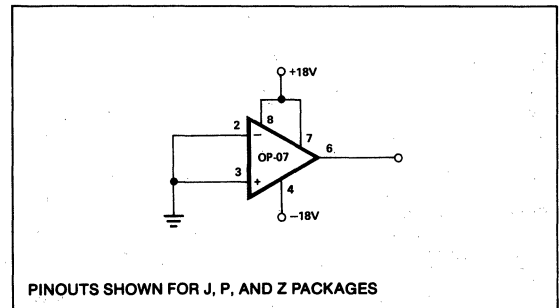 +18V
8
2
7
−
OP-07
6
3
+
4
−18V
PINOUTS SHOWN FOR J, P, AND Z PACKAGES